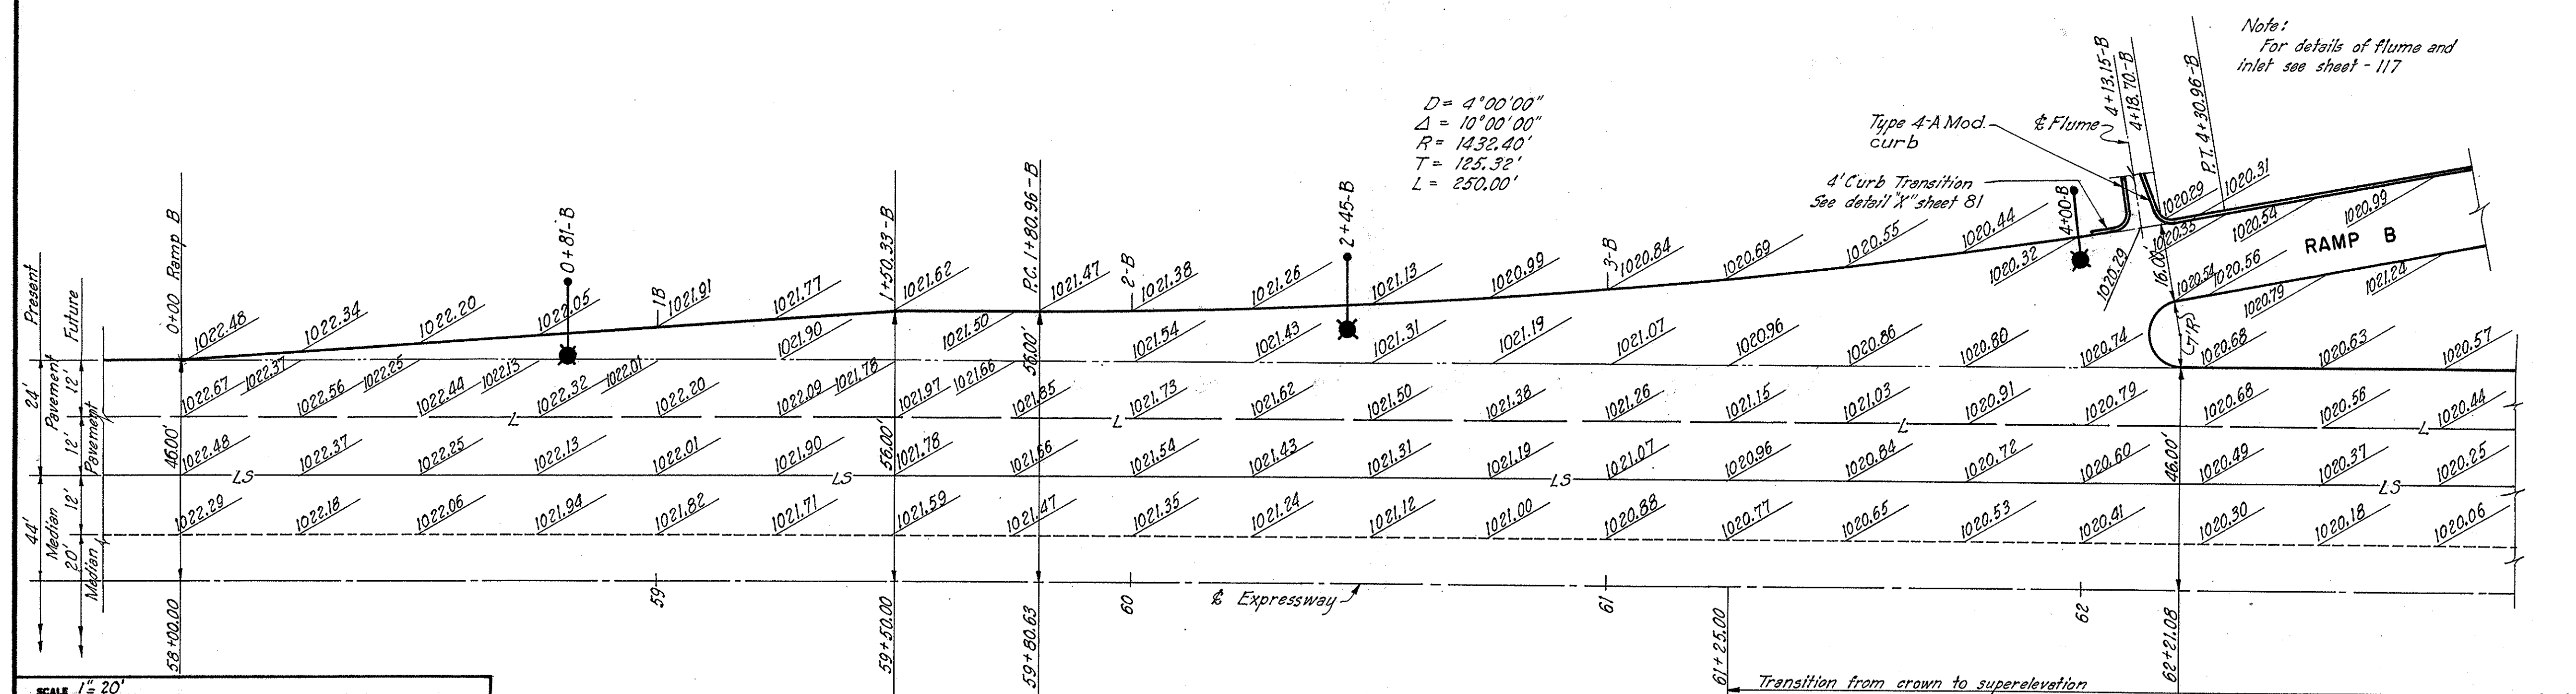 Note:
For details of flume and
inlet see sheet - 117
D = 4°00'00"
Δ = 10°00'00"
R = 1432.40'
T = 125.32'
L = 250.00'
Type 4-A Mod.
curb
℄ Flume
4+13.15-B
4+18.70-B
P.T. 4+30.96-B
4' Curb Transition
See detail "X" sheet 81
0+00 Ramp B
0+81-B
1B
1+50.33-B
P.C. 1+80.96-B
2-B
2+45-B
3-B
4+00-B
1022.48
1022.34
1022.20
1022.05
1021.91
1021.77
1021.62
1021.47
1021.38
1021.26
1021.13
1020.99
1020.84
1020.69
1020.55
1020.44
1020.32
1020.29
1020.29
1020.31
1020.35
1020.54
1020.99
RAMP B
16.00'
1020.54
1020.56
1020.79
1021.24
1021.90
1021.50
1021.54
1021.43
1021.31
1021.19
1021.07
1020.96
1020.86
1020.80
1020.74
7'R
1020.68
1020.63
1020.57
1022.67
1022.37
1022.56
1022.25
1022.44
1022.13
1022.32
1022.01
1022.20
1022.09
1021.78
1021.97
1021.66
1021.85
1021.73
1021.62
1021.50
1021.38
1021.26
1021.15
1021.03
1020.91
1020.79
1020.68
1020.56
1020.44
L
L
L
L
1022.48
1022.37
1022.25
1022.13
1022.01
1021.90
1021.78
1021.66
1021.54
1021.43
1021.31
1021.19
1021.07
1020.96
1020.84
1020.72
1020.60
1020.49
1020.37
1020.25
LS
LS
LS
LS
1022.29
1022.18
1022.06
1021.94
1021.82
1021.71
1021.59
1021.47
1021.35
1021.24
1021.12
1021.00
1020.88
1020.77
1020.65
1020.53
1020.41
1020.30
1020.18
1020.06
46.00'
56.00'
56.00'
46.00'
Present
Future
24'
Pavement
12'
12'
Pavement
44'
Median
12'
20'
Median
58+00.00
59
59+50.00
59+80.63
60
℄ Expressway
61
61+25.00
62
62+21.08
Transition from crown to superelevation
SCALE 1" = 20'